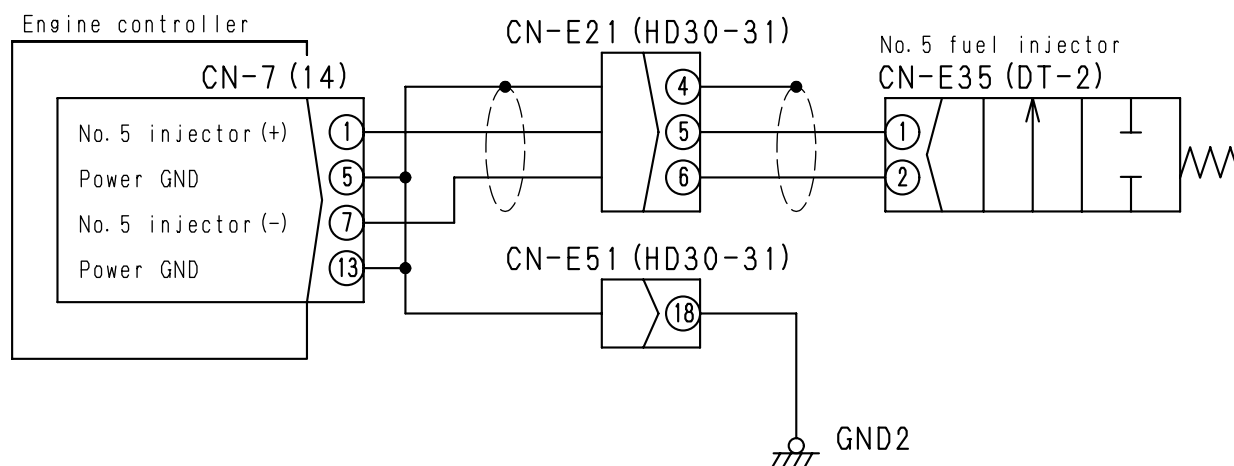 Engine controller
CN-7 (14)
No. 5 injector (+)
1
Power GND
5
No. 5 injector (-)
7
Power GND
13
CN-E21 (HD30-31)
4
5
6
CN-E51 (HD30-31)
18
No. 5 fuel injector
CN-E35 (DT-2)
1
2
GND2